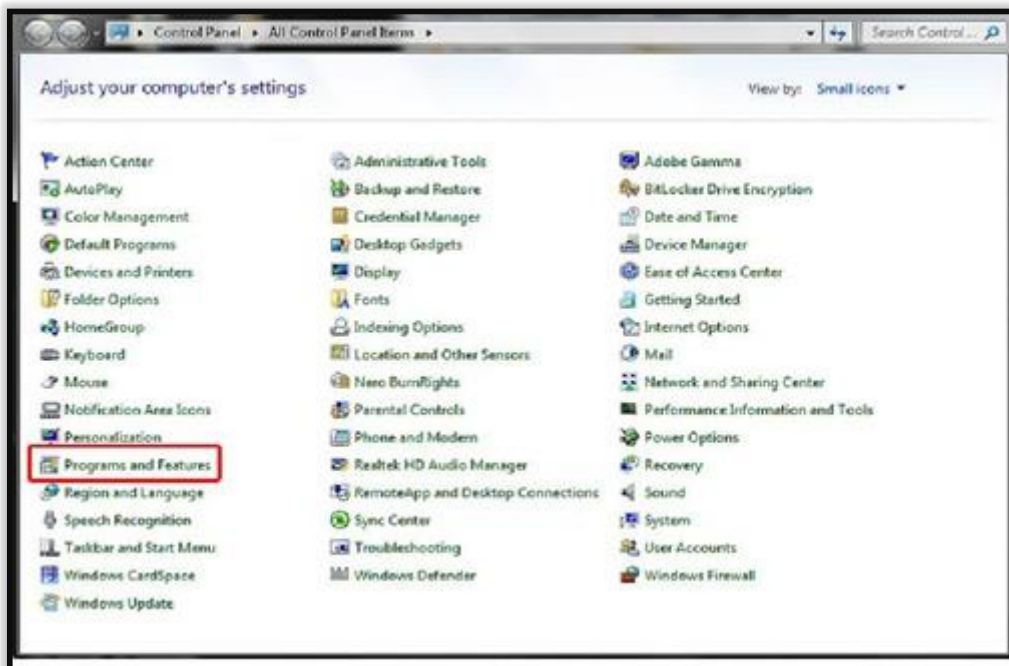 Control Panel ▸ All Control Panel Items ▸ Search Control ...
Adjust your computer's settings View by: Small icons
Action Center Administrative Tools Adobe Gamma
AutoPlay Backup and Restore BitLocker Drive Encryption
Color Management Credential Manager Date and Time
Default Programs Desktop Gadgets Device Manager
Devices and Printers Display Ease of Access Center
Folder Options Fonts Getting Started
HomeGroup Indexing Options Internet Options
Keyboard Location and Other Sensors Mail
Mouse Nero BurnRights Network and Sharing Center
Notification Area Icons Parental Controls Performance Information and Tools
Personalization Phone and Modem Power Options
Programs and Features Realtek HD Audio Manager Recovery
Region and Language RemoteApp and Desktop Connections Sound
Speech Recognition Sync Center System
Taskbar and Start Menu Troubleshooting User Accounts
Windows CardSpace Windows Defender Windows Firewall
Windows Update